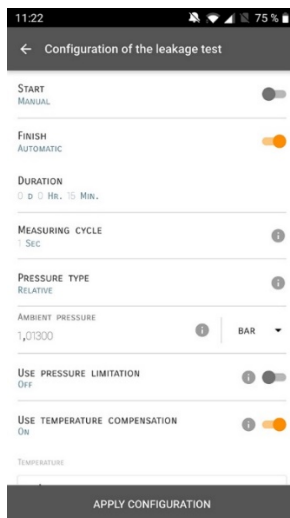 11:22
75 %
Configuration of the leakage test
START
MANUAL
FINISH
AUTOMATIC
DURATION
0 D 0 HR. 15 MIN.
MEASURING CYCLE
1 SEC
PRESSURE TYPE
RELATIVE
AMBIENT PRESSURE
1,01300
BAR
USE PRESSURE LIMITATION
OFF
USE TEMPERATURE COMPENSATION
ON
TEMPERATURE
APPLY CONFIGURATION